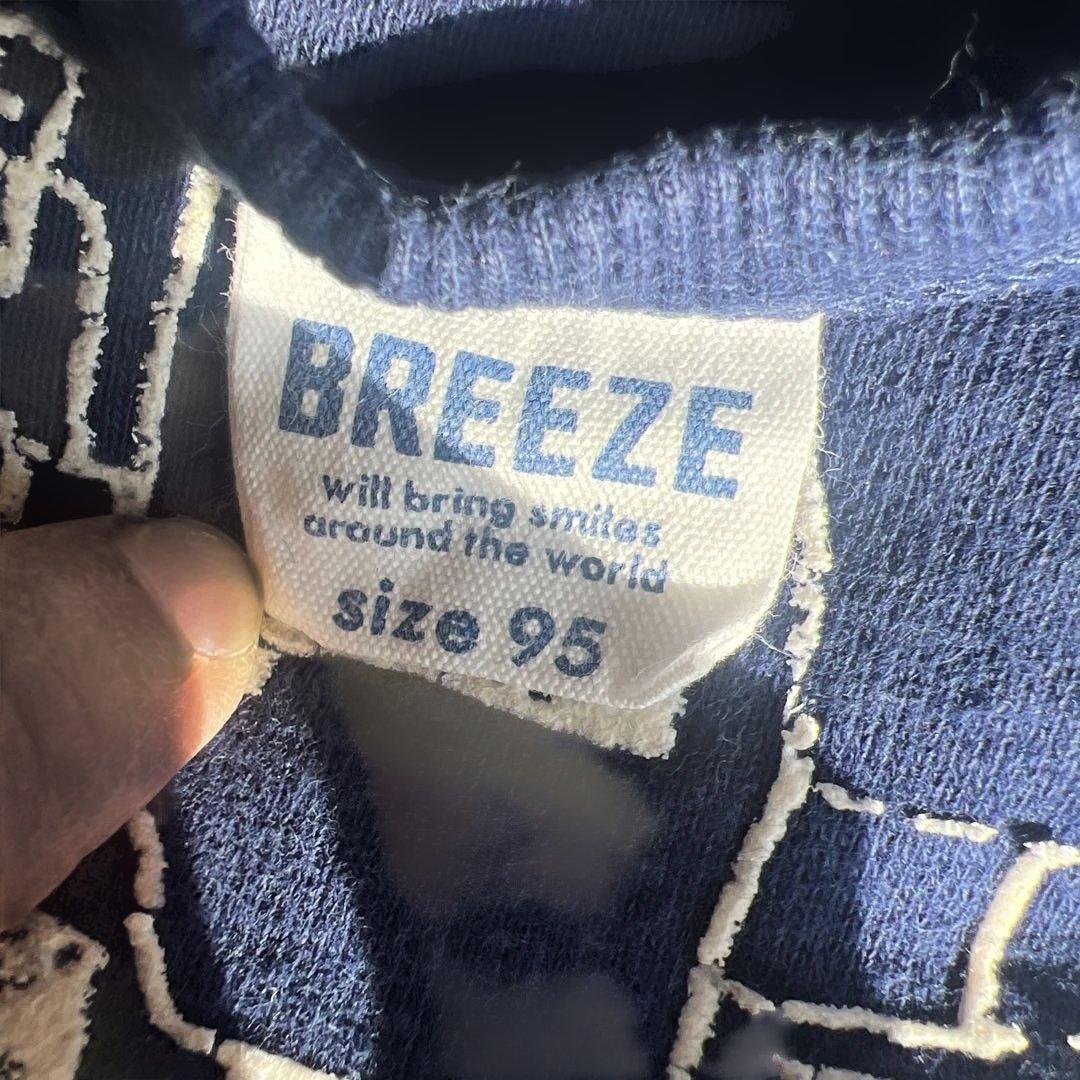 BREEZE
will bring smiles
around the world
size 95